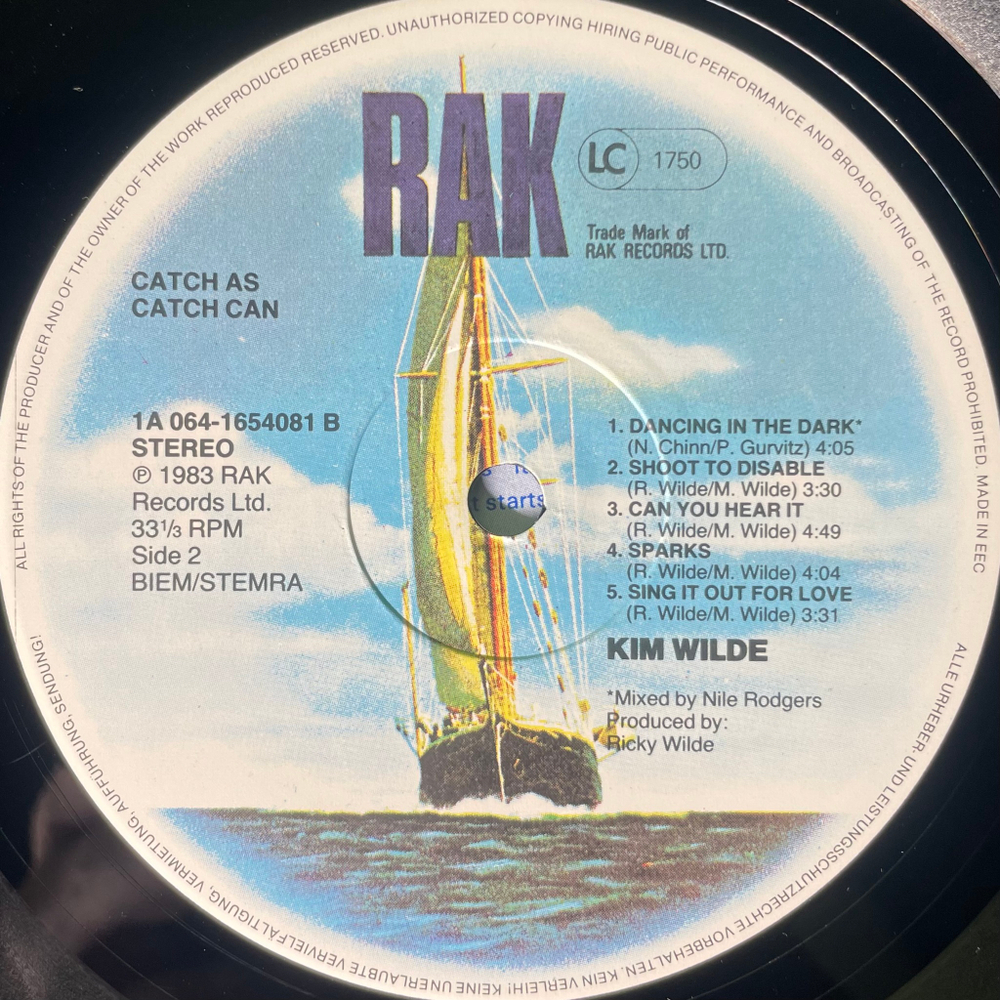 ALL RIGHTS OF THE PRODUCER AND OF THE OWNER OF THE WORK REPRODUCED RESERVED. UNAUTHORIZED COPYING HIRING PUBLIC PERFORMANCE AND BROADCASTING OF THE RECORD PROHIBITED. MADE IN EEC
RAK
LC 1750
Trade Mark of
RAK RECORDS LTD.
CATCH AS
CATCH CAN
1A 064-1654081 B
STEREO
℗ 1983 RAK
Records Ltd.
33⅓ RPM
Side 2
BIEM/STEMRA
t starts
1. DANCING IN THE DARK*
(N. Chinn/P. Gurvitz) 4:05
2. SHOOT TO DISABLE
(R. Wilde/M. Wilde) 3:30
3. CAN YOU HEAR IT
(R. Wilde/M. Wilde) 4:49
4. SPARKS
(R. Wilde/M. Wilde) 4:04
5. SING IT OUT FOR LOVE
(R. Wilde/M. Wilde) 3:31
KIM WILDE
*Mixed by Nile Rodgers
Produced by:
Ricky Wilde
ALLE URHEBER- UND LEISTUNGSSCHUTZRECHTE VORBEHALTEN. KEIN VERLEIH! KEINE UNERLAUBTE VERVIELFÄLTIGUNG, VERMIETUNG, AUFFÜHRUNG, SENDUNG!